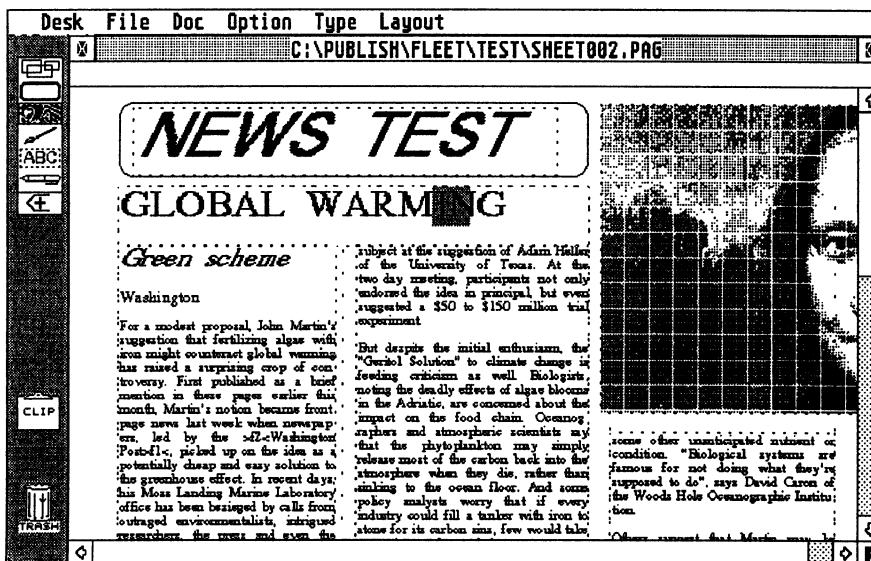 Desk File Doc Option Type Layout
C:\PUBLISH\FLEET\TEST\SHEET002.PAG
ABC
CLIP
TRASH
NEWS TEST
GLOBAL WARMING
Green scheme
Washington
For a modest proposal, John Martin's
suggestion that fertilizing algae with
iron might counteract global warming
has raised a surprising crop of con
troversy. First published as a brief
mention in these pages earlier this
month, Martin's notion became front
page news last week when newspap
ers, led by the >f2<Washington
Post>f1<, picked up on the idea as a
potentially cheap and easy solution to
the greenhouse effect. In recent days,
his Moss Landing Marine Laboratory
office has been besieged by calls from
outraged environmentalists, intrigued
researchers, the press and even the
subject at the suggestion of Adam Heller
of the University of Texas. At the
two day meeting, participants not only
endorsed the idea in principal, but even
suggested a $50 to $150 million trial
experiment
But despite the initial enthusiasm, the
"Geritol Solution" to climate change is
feeding criticism as well. Biologists,
noting the deadly effects of algae blooms
in the Adriatic, are concerned about the
impact on the food chain. Oceanog
raphers and atmospheric scientists say
that the phytoplankton may simply
release most of the carbon back into the
atmosphere when they die, rather than
sinking to the ocean floor. And some
policy analysts worry that if every
industry could fill a tanker with iron to
atone for its carbon sins, few would take
some other unanticipated nutrient or
condition. "Biological systems are
famous for not doing what they're
supposed to do", says David Caron of
the Woods Hole Oceanographic Institu
tion.
Others suggest that Martin may be